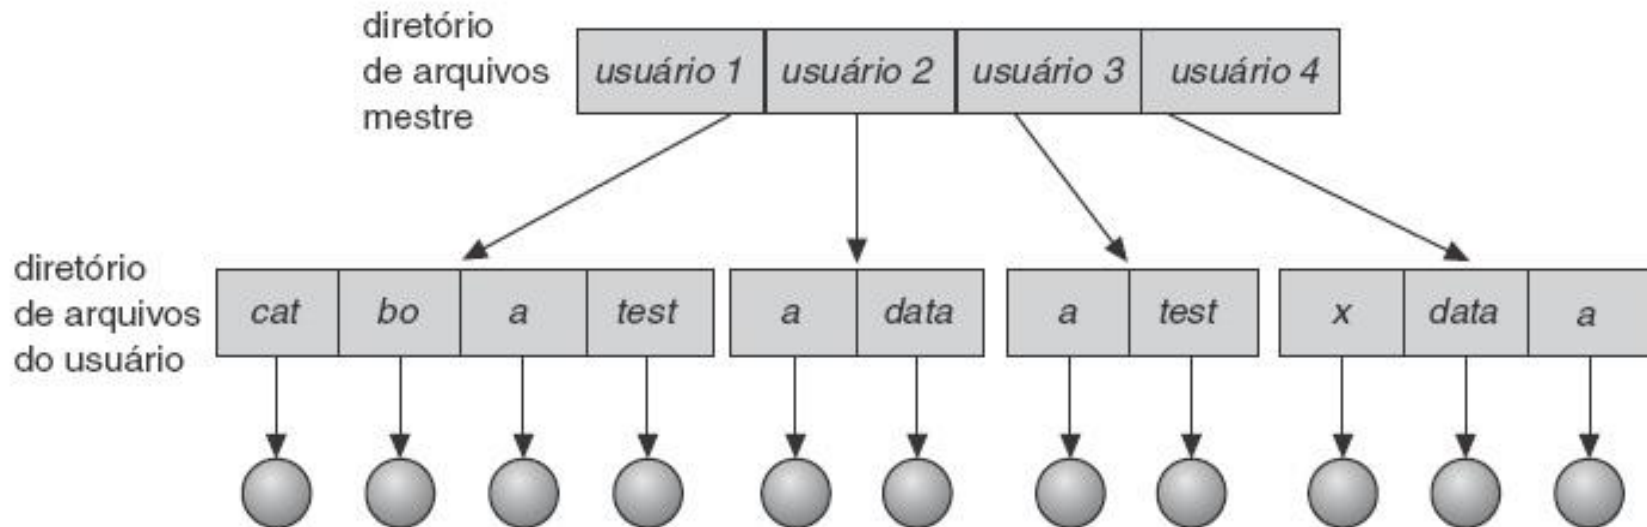 diretório
de arquivos
mestre
usuário 1 usuário 2 usuário 3 usuário 4
diretório
de arquivos
do usuário
cat bo a test a data a test x data a